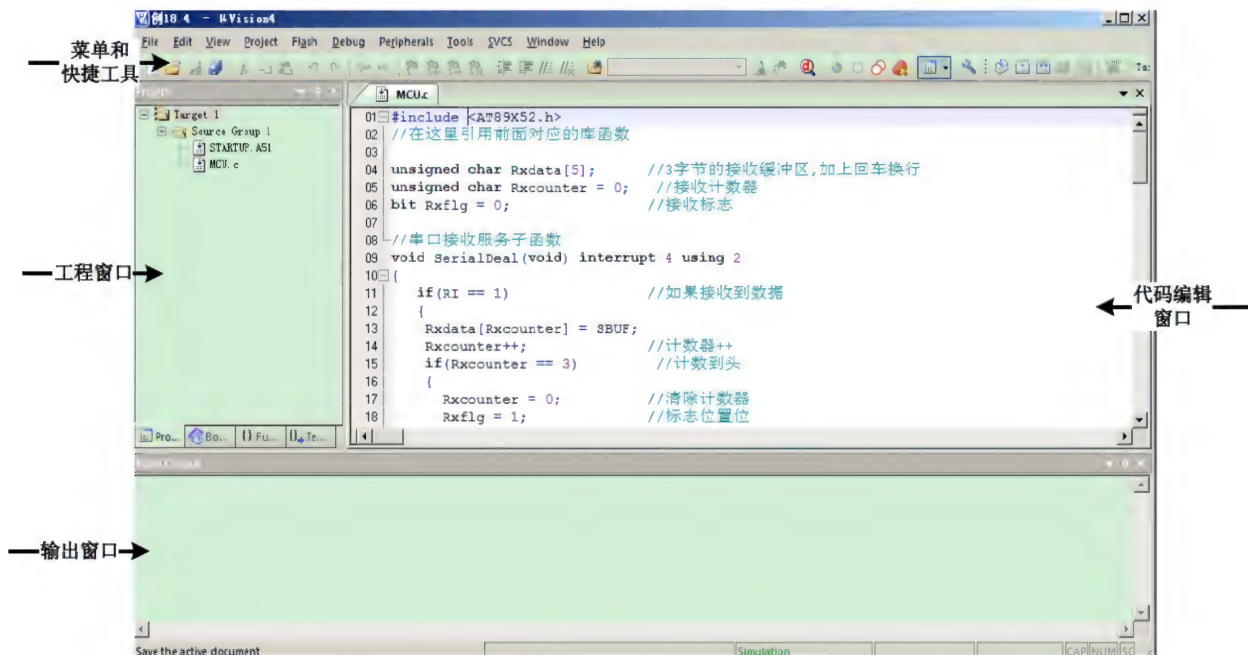 例18.4 - μVision4
File Edit View Project Flash Debug Peripherals Tools SVCS Window Help
菜单和
快捷工具
Target 1
Source Group 1
STARTUP.A51
MCU.c
工程窗口
Pro... Bo... {} Fu... 0 Te...
MCU.c
01 #include <AT89X52.h>
02 //在这里引用前面对应的库函数
03
04 unsigned char Rxdata[5]; //3字节的接收缓冲区,加上回车换行
05 unsigned char Rxcounter = 0; //接收计数器
06 bit Rxflg = 0; //接收标志
07
08 //串口接收服务子函数
09 void SerialDeal(void) interrupt 4 using 2
10 {
11 if(RI == 1) //如果接收到数据
12 {
13 Rxdata[Rxcounter] = SBUF;
14 Rxcounter++; //计数器++
15 if(Rxcounter == 3) //计数到头
16 {
17 Rxcounter = 0; //清除计数器
18 Rxflg = 1; //标志位置位
代码编辑
窗口
输出窗口
Save the active document Simulation CAP NUM SC